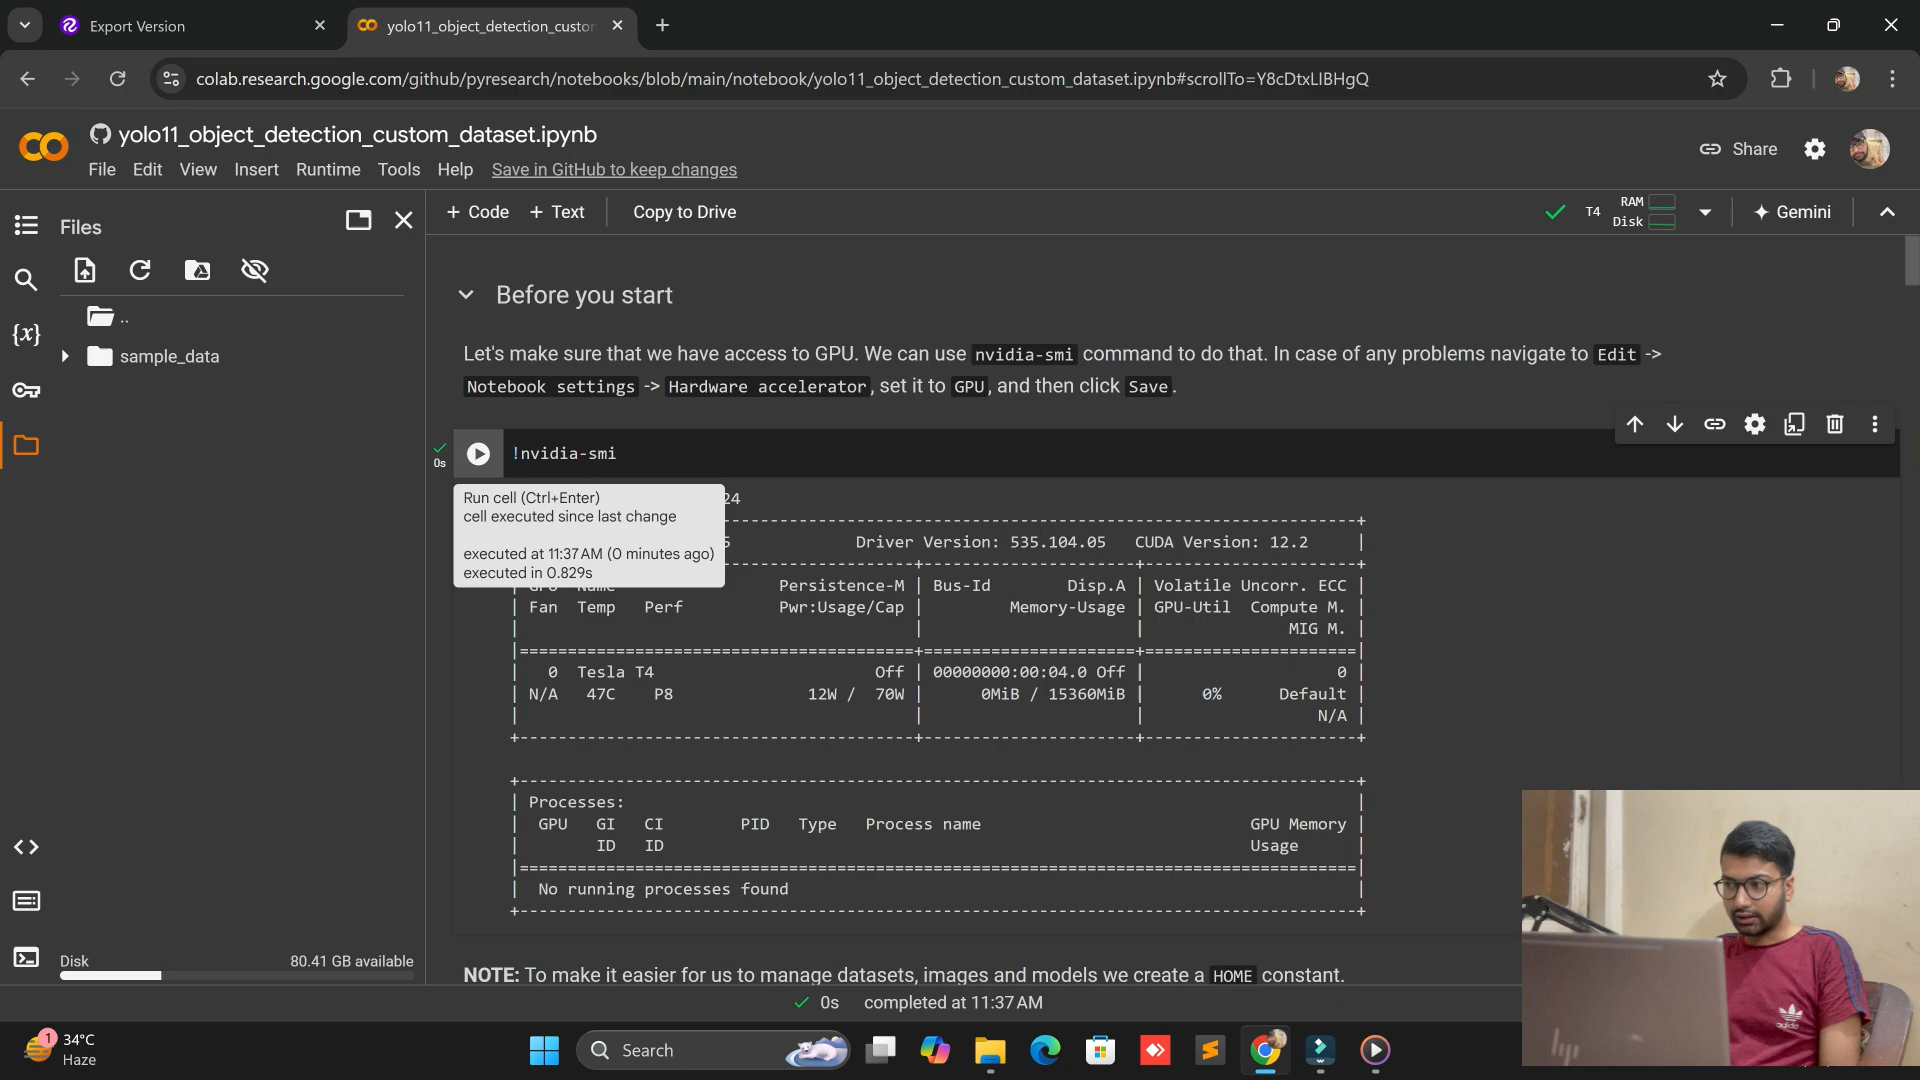 Export Version
yolo11_object_detection_custo
colab.research.google.com/github/pyresearch/notebooks/blob/main/notebook/yolo11_object_detection_custom_dataset.ipynb#scrollTo=Y8cDtxLIBHgQ
CO yolo11_object_detection_custom_dataset.ipynb
File Edit View Insert Runtime Tools Help Save in GitHub to keep changes
Share
Files
+ Code + Text Copy to Drive
T4 RAM Disk Gemini
..
sample_data
Before you start
Let's make sure that we have access to GPU. We can use nvidia-smi command to do that. In case of any problems navigate to Edit ->
Notebook settings -> Hardware accelerator, set it to GPU, and then click Save.
0s
!nvidia-smi
Run cell (Ctrl+Enter)
cell executed since last change
executed at 11:37 AM (0 minutes ago)
executed in 0.829s
24
5 Driver Version: 535.104.05 CUDA Version: 12.2 |
Persistence-M | Bus-Id Disp.A | Volatile Uncorr. ECC |
| Fan Temp Perf Pwr:Usage/Cap | Memory-Usage | GPU-Util Compute M. |
| | | MIG M. |
|=========================================+======================+======================|
| 0 Tesla T4 Off | 00000000:00:04.0 Off | 0 |
| N/A 47C P8 12W / 70W | 0MiB / 15360MiB | 0% Default |
| | | N/A |
+-----------------------------------------+----------------------+----------------------+
+---------------------------------------------------------------------------------------+
| Processes: |
| GPU GI CI PID Type Process name GPU Memory |
| ID ID Usage |
|=======================================================================================|
| No running processes found |
+---------------------------------------------------------------------------------------+
NOTE: To make it easier for us to manage datasets, images and models we create a HOME constant.
Disk 80.41 GB available
0s completed at 11:37 AM
1
34°C
Haze
Search
adidas
hp